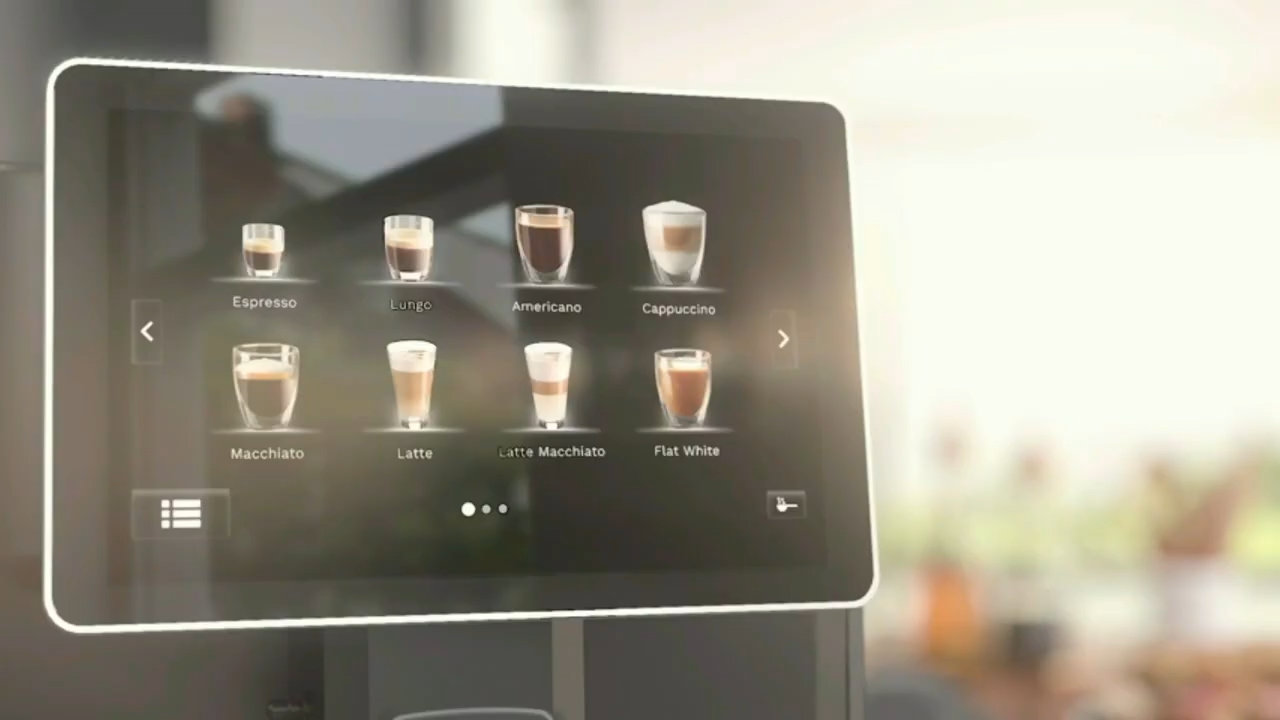 Espresso
Lungo
Americano
Cappuccino
Macchiato
Latte
Latte Macchiato
Flat White